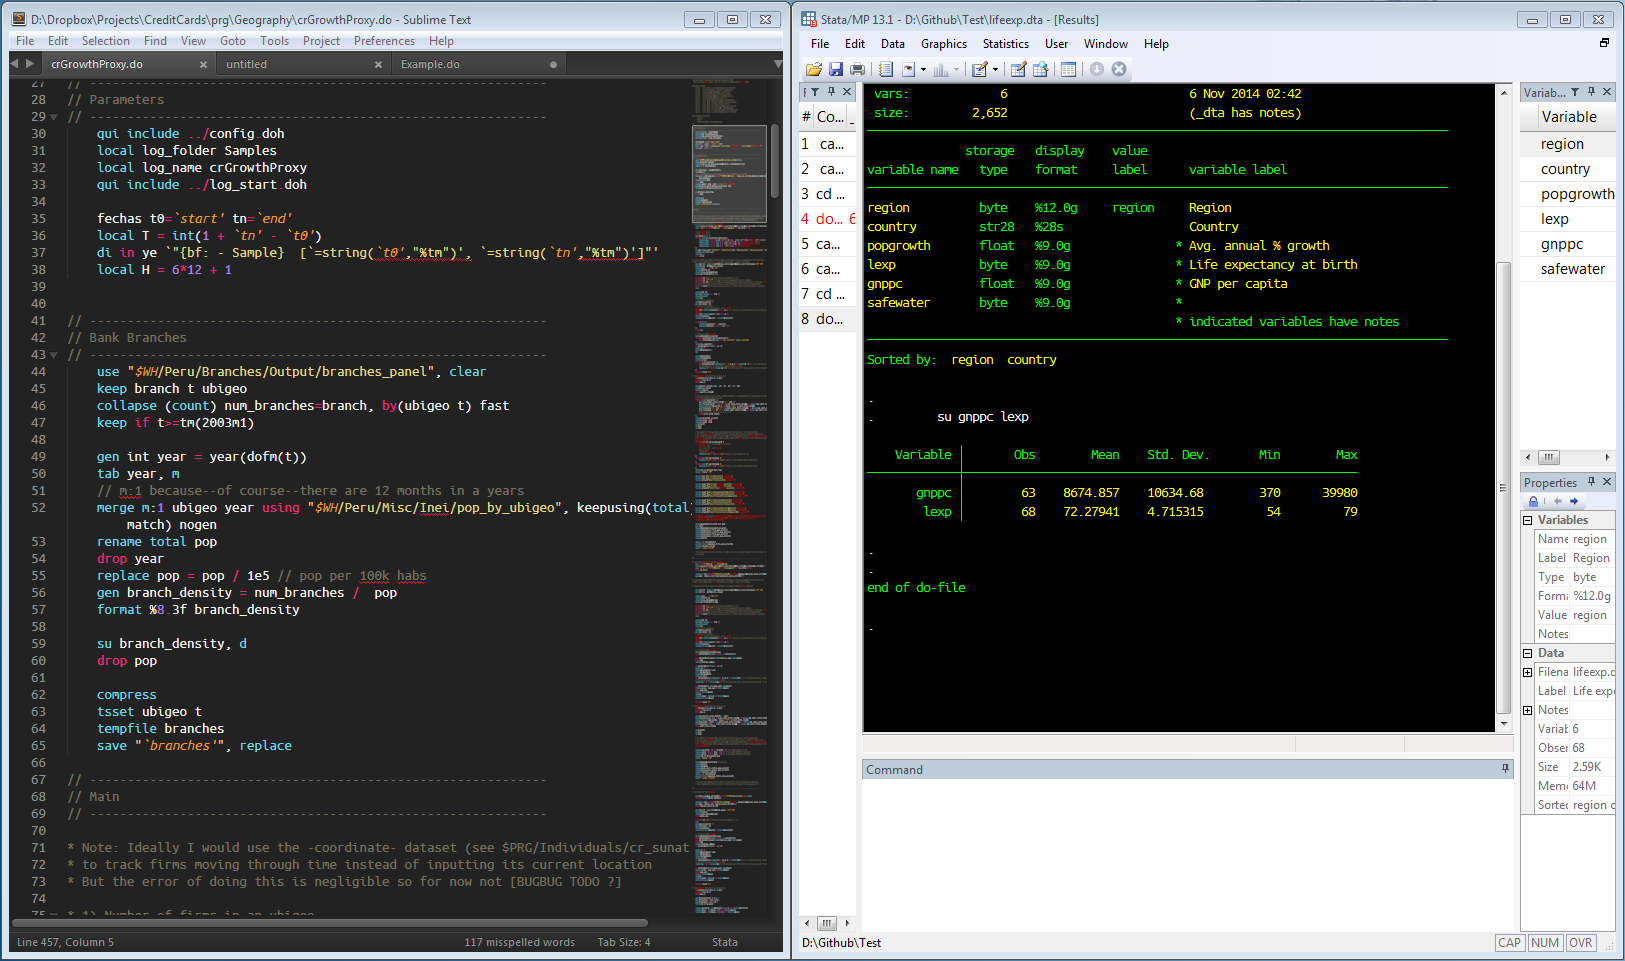 D:\Dropbox\Projects\CreditCards\prg\Geography\crGrowthProxy.do - Sublime Text
File Edit Selection Find View Goto Tools Project Preferences Help
crGrowthProxy.do × untitled × Example.do
27 // -------------------------------------------------------------
28 // Parameters
29 // -------------------------------------------------------------
30 qui include ../config.doh
31 local log_folder Samples
32 local log_name crGrowthProxy
33 qui include ../log_start.doh
34
35 fechas t0=`start' tn=`end'
36 local T = int(1 + `tn' - `t0')
37 di in ye `"{bf: - Sample} [`=string(`t0',"%tm")', `=string(`tn',"%tm")']"'
38 local H = 6*12 + 1
39
40
41 // -------------------------------------------------------------
42 // Bank Branches
43 // -------------------------------------------------------------
44 use "$WH/Peru/Branches/Output/branches_panel", clear
45 keep branch t ubigeo
46 collapse (count) num_branches=branch, by(ubigeo t) fast
47 keep if t>=tm(2003m1)
48
49 gen int year = year(dofm(t))
50 tab year, m
51 // m:1 because--of course--there are 12 months in a years
52 merge m:1 ubigeo year using "$WH/Peru/Misc/Inei/pop_by_ubigeo", keepusing(total
match) nogen
53 rename total pop
54 drop year
55 replace pop = pop / 1e5 // pop per 100k habs
56 gen branch_density = num_branches / pop
57 format %8.3f branch_density
58
59 su branch_density, d
60 drop pop
61
62 compress
63 tsset ubigeo t
64 tempfile branches
65 save "`branches'", replace
66
67 // -------------------------------------------------------------
68 // Main
69 // -------------------------------------------------------------
70
71 * Note: Ideally I would use the -coordinate- dataset (see $PRG/Individuals/cr_sunat
72 * to track firms moving through time instead of inputting its current location
73 * But the error of doing this is negligible so for now not [BUGBUG TODO ?]
74
75 * 1) Number of firms in an ubigeo
Line 457, Column 5 117 misspelled words Tab Size: 4 Stata
Stata/MP 13.1 - D:\Github\Test\lifeexp.dta - [Results]
File Edit Data Graphics Statistics User Window Help
# Co...
1 ca...
2 ca...
3 cd ...
4 do... 6
5 ca...
6 ca...
7 cd ...
8 do...
vars: 6 6 Nov 2014 02:42
size: 2,652 (_dta has notes)
storage display value
variable name type format label variable label
region byte %12.0g region Region
country str28 %28s Country
popgrowth float %9.0g * Avg. annual % growth
lexp byte %9.0g * Life expectancy at birth
gnppc float %9.0g * GNP per capita
safewater byte %9.0g *
* indicated variables have notes
Sorted by: region country
.
. su gnppc lexp
Variable Obs Mean Std. Dev. Min Max
gnppc 63 8674.857 10634.68 370 39980
lexp 68 72.27941 4.715315 54 79
.
.
end of do-file
.
Command
D:\Github\Test
CAP NUM OVR
Variab...
Variable
region
country
popgrowth
lexp
gnppc
safewater
Properties
Variables
Name region
Label Region
Type byte
Forma %12.0g
Value region
Notes
Data
Filena lifeexp.d
Label Life expe
Notes
Variab 6
Obser 68
Size 2.59K
Memo 64M
Sorted region c